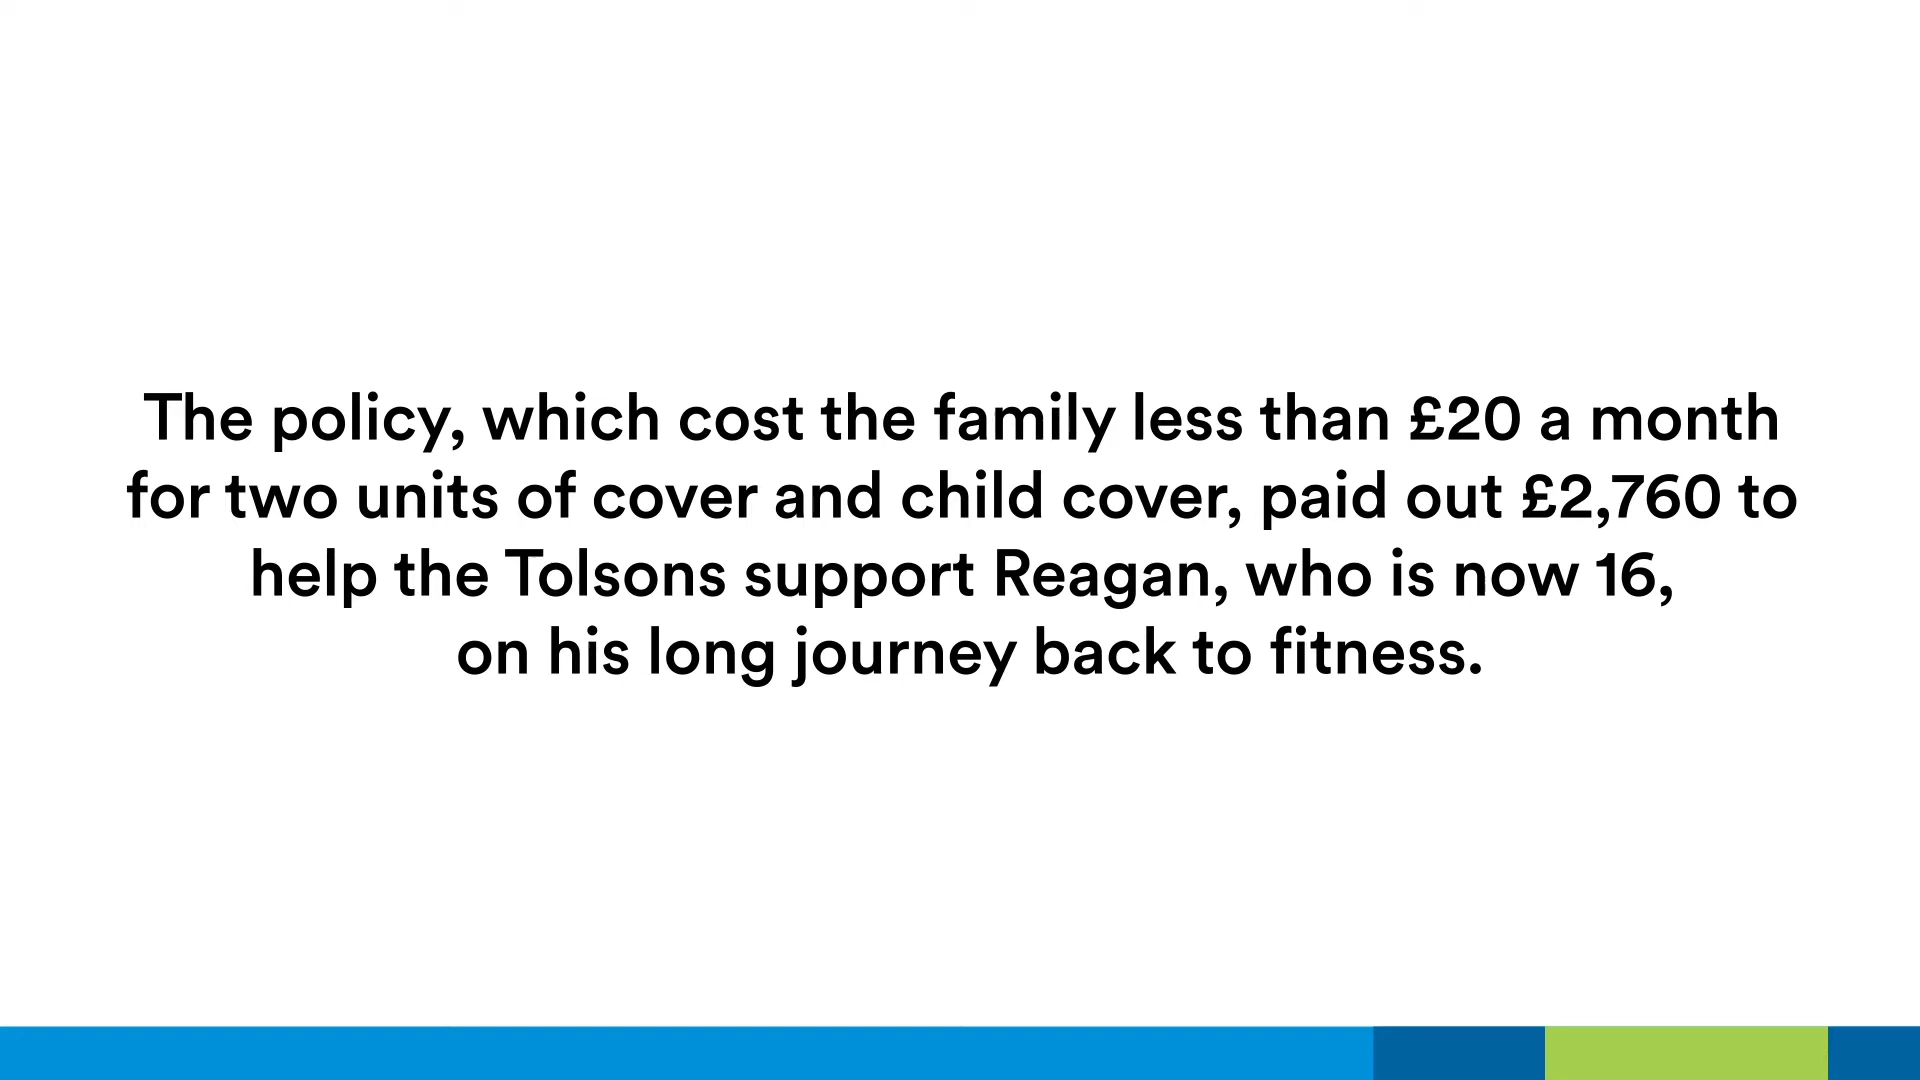 The policy, which cost the family less than £20 a month
for two units of cover and child cover, paid out £2,760 to
help the Tolsons support Reagan, who is now 16,
on his long journey back to fitness.